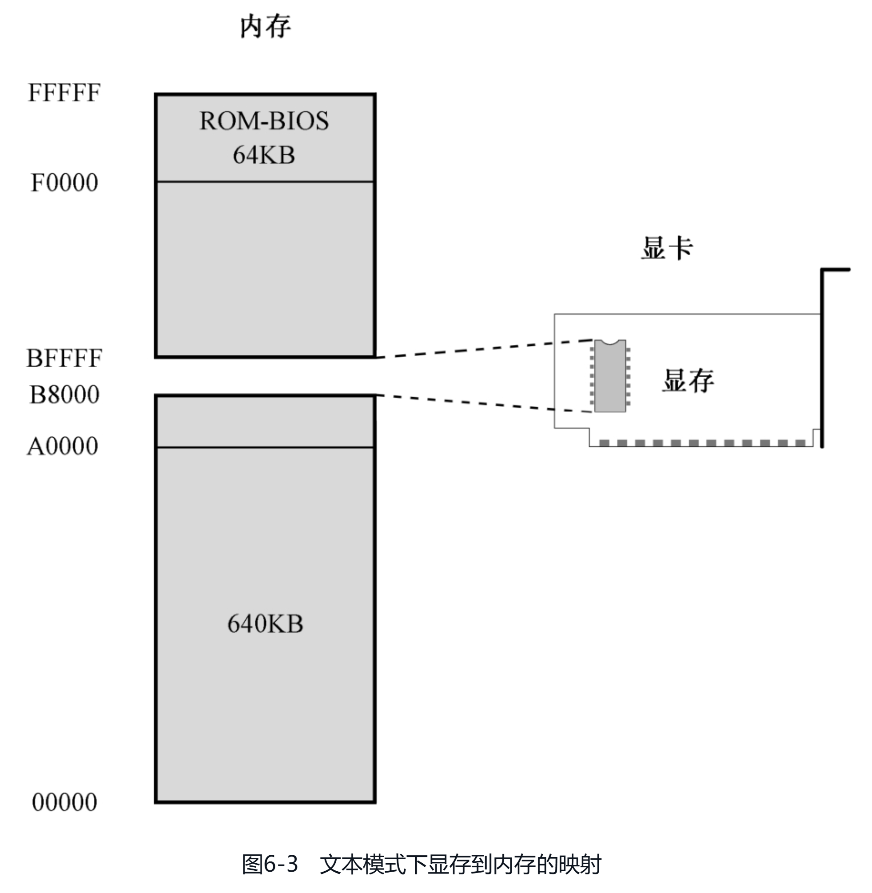 内存
FFFFF
ROM-BIOS
64KB
F0000
显卡
BFFFF
显存
B8000
A0000
640KB
00000
图6-3 文本模式下显存到内存的映射